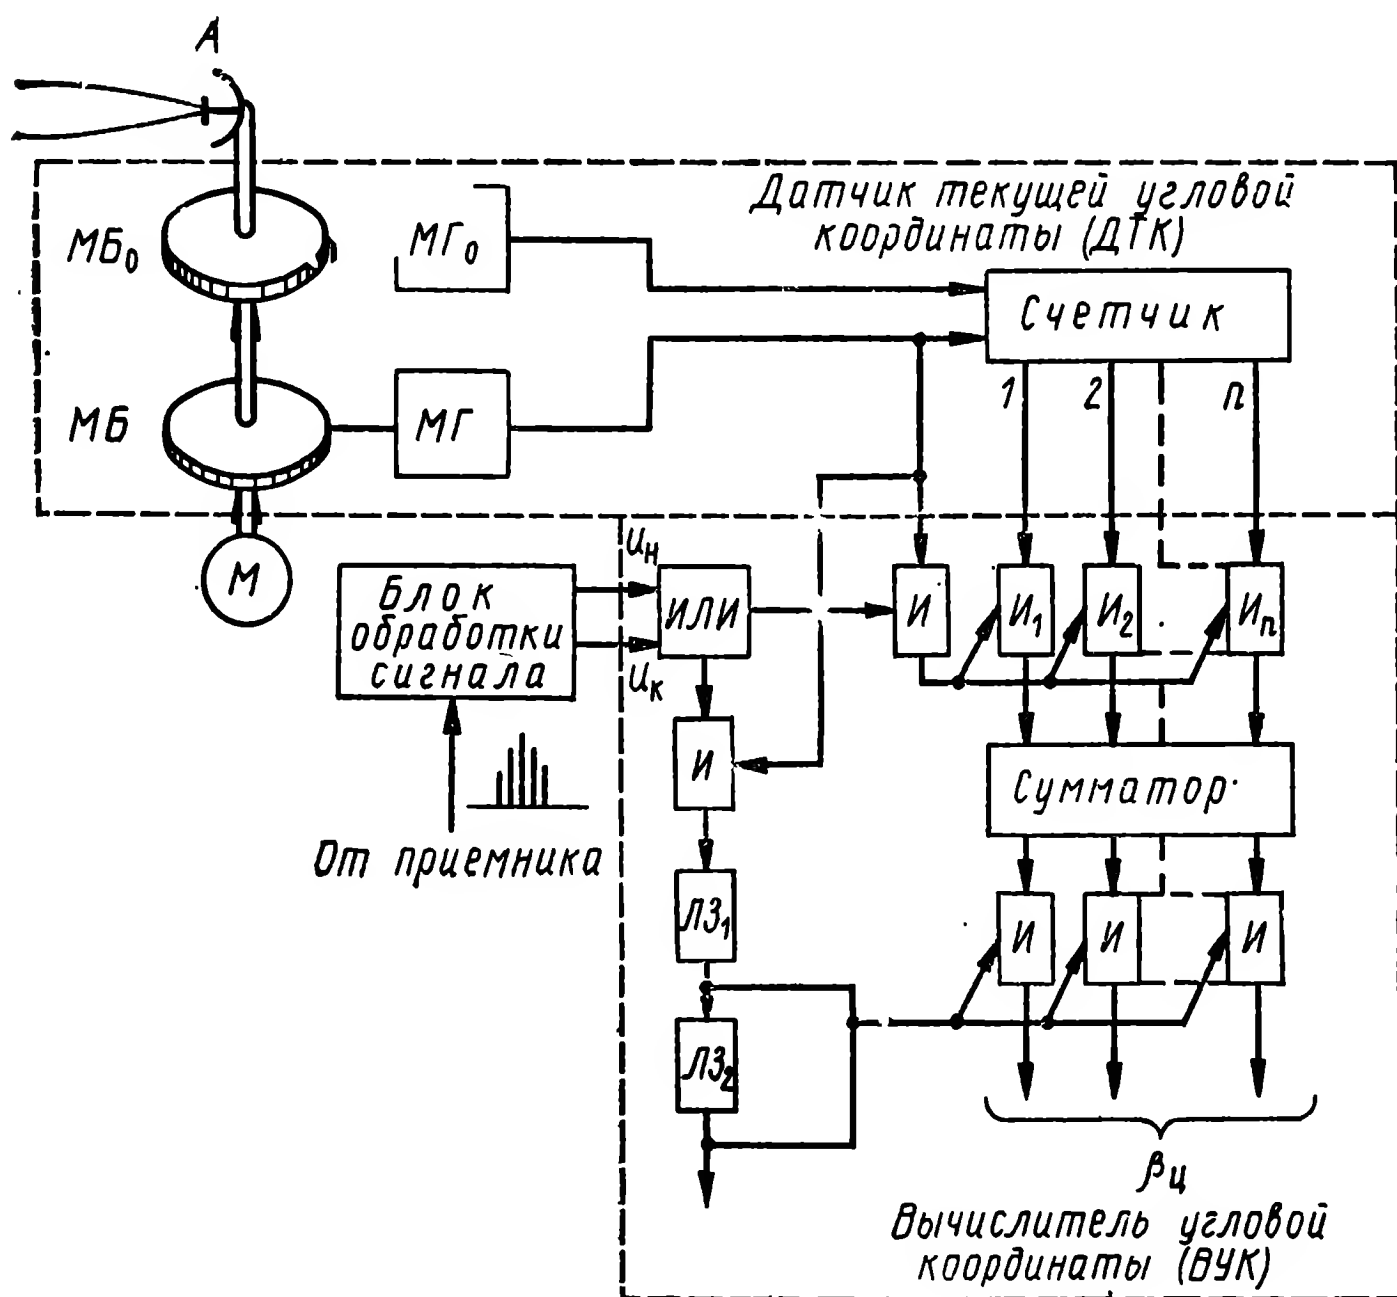 А
Датчик текущей угловой
координаты (ДТК)
МБ₀
МГ₀
Счетчик
1
2
п
МБ
МГ
М
Блок
обработки
сигнала
Uн
Uк
ИЛИ
И
И₁
И₂
Иₙ
И
Сумматор
От приемника
ЛЗ₁
И
И
И
ЛЗ₂
βц
Вычислитель угловой
координаты (ВУК)